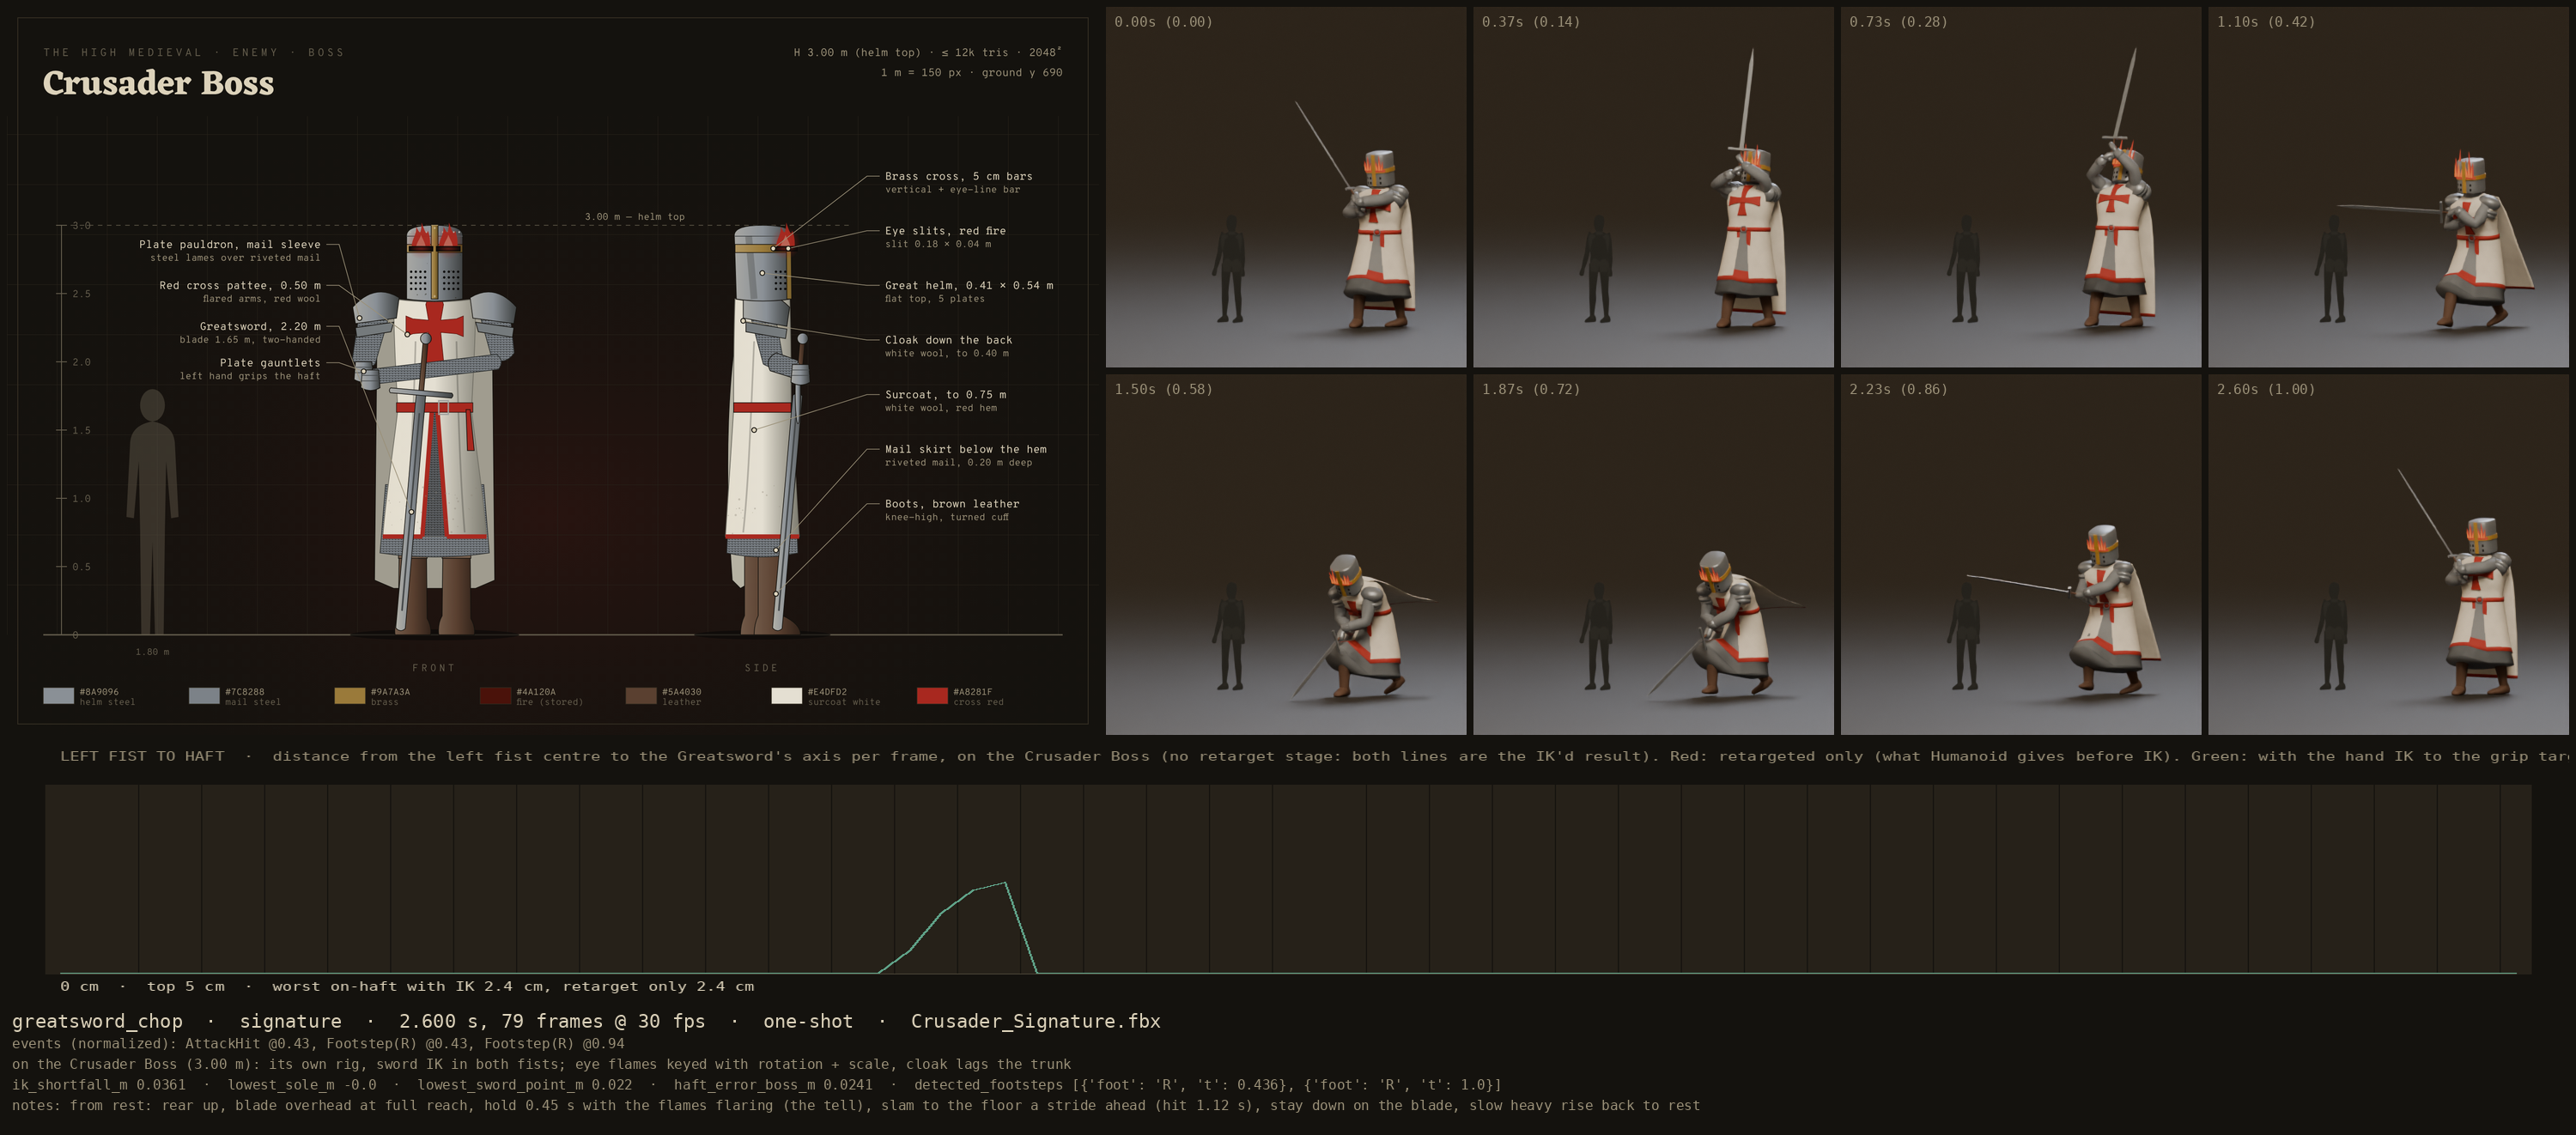 THE HIGH MEDIEVAL · ENEMY · BOSS
Crusader Boss
H 3.00 m (helm top) · ≤ 12k tris · 2048²
1 m = 150 px · ground y 690
3.00 m — helm top
3.0
2.5
2.0
1.5
1.0
0.5
0
1.80 m
Plate pauldron, mail sleeve
steel lames over riveted mail
Red cross pattee, 0.50 m
flared arms, red wool
Greatsword, 2.20 m
blade 1.65 m, two-handed
Plate gauntlets
left hand grips the haft
Brass cross, 5 cm bars
vertical + eye-line bar
Eye slits, red fire
slit 0.18 × 0.04 m
Great helm, 0.41 × 0.54 m
flat top, 5 plates
Cloak down the back
white wool, to 0.40 m
Surcoat, to 0.75 m
white wool, red hem
Mail skirt below the hem
riveted mail, 0.20 m deep
Boots, brown leather
knee-high, turned cuff
FRONT
SIDE
#8A9096
helm steel
#7C8288
mail steel
#9A7A3A
brass
#4A120A
fire (stored)
#5A4030
leather
#E4DFD2
surcoat white
#A8281F
cross red
0.00s (0.00)
0.37s (0.14)
0.73s (0.28)
1.10s (0.42)
1.50s (0.58)
1.87s (0.72)
2.23s (0.86)
2.60s (1.00)
LEFT FIST TO HAFT · distance from the left fist centre to the Greatsword's axis per frame, on the Crusader Boss (no retarget stage: both lines are the IK'd result). Red: retargeted only (what Humanoid gives before IK). Green: with the hand IK to the grip
0 cm · top 5 cm · worst on-haft with IK 2.4 cm, retarget only 2.4 cm
greatsword_chop · signature · 2.600 s, 79 frames @ 30 fps · one-shot · Crusader_Signature.fbx
events (normalized): AttackHit @0.43, Footstep(R) @0.43, Footstep(R) @0.94
on the Crusader Boss (3.00 m): its own rig, sword IK in both fists; eye flames keyed with rotation + scale, cloak lags the trunk
ik_shortfall_m 0.0361 · lowest_sole_m -0.0 · lowest_sword_point_m 0.022 · haft_error_boss_m 0.0241 · detected_footsteps [{'foot': 'R', 't': 0.436}, {'foot': 'R', 't': 1.0}]
notes: from rest: rear up, blade overhead at full reach, hold 0.45 s with the flames flaring (the tell), slam to the floor a stride ahead (hit 1.12 s), stay down on the blade, slow heavy rise back to rest